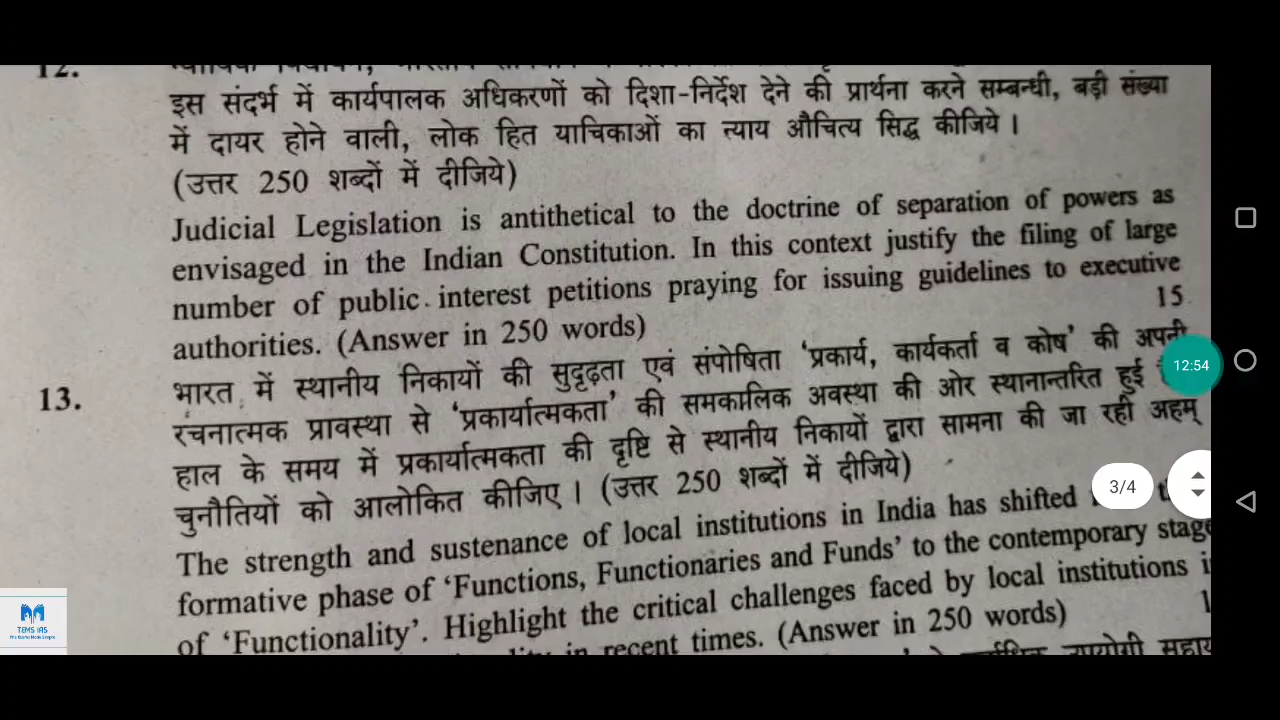 12.
इस संदर्भ में कार्यपालक अधिकरणों को दिशा-निर्देश देने की प्रार्थना करने सम्बन्धी, बड़ी संख्या
में दायर होने वाली, लोक हित याचिकाओं का न्याय औचित्य सिद्ध कीजिये।
(उत्तर 250 शब्दों में दीजिये)
Judicial Legislation is antithetical to the doctrine of separation of powers as
envisaged in the Indian Constitution. In this context justify the filing of large
number of public interest petitions praying for issuing guidelines to executive
authorities. (Answer in 250 words) 15
13. भारत में स्थानीय निकायों की सुदृढ़ता एवं संपोषिता 'प्रकार्य, कार्यकर्ता व कोष' की अपनी
रचनात्मक प्रावस्था से 'प्रकार्यात्मकता' की समकालिक अवस्था की ओर स्थानान्तरित हुई
हाल के समय में प्रकार्यात्मकता की दृष्टि से स्थानीय निकायों द्वारा सामना की जा रही अहम्
चुनौतियों को आलोकित कीजिए। (उत्तर 250 शब्दों में दीजिये)
The strength and sustenance of local institutions in India has shifted
formative phase of 'Functions, Functionaries and Funds' to the contemporary stage
of 'Functionality'. Highlight the critical challenges faced by local institutions
in recent times. (Answer in 250 words)
12:54
3/4
TEMS IAS